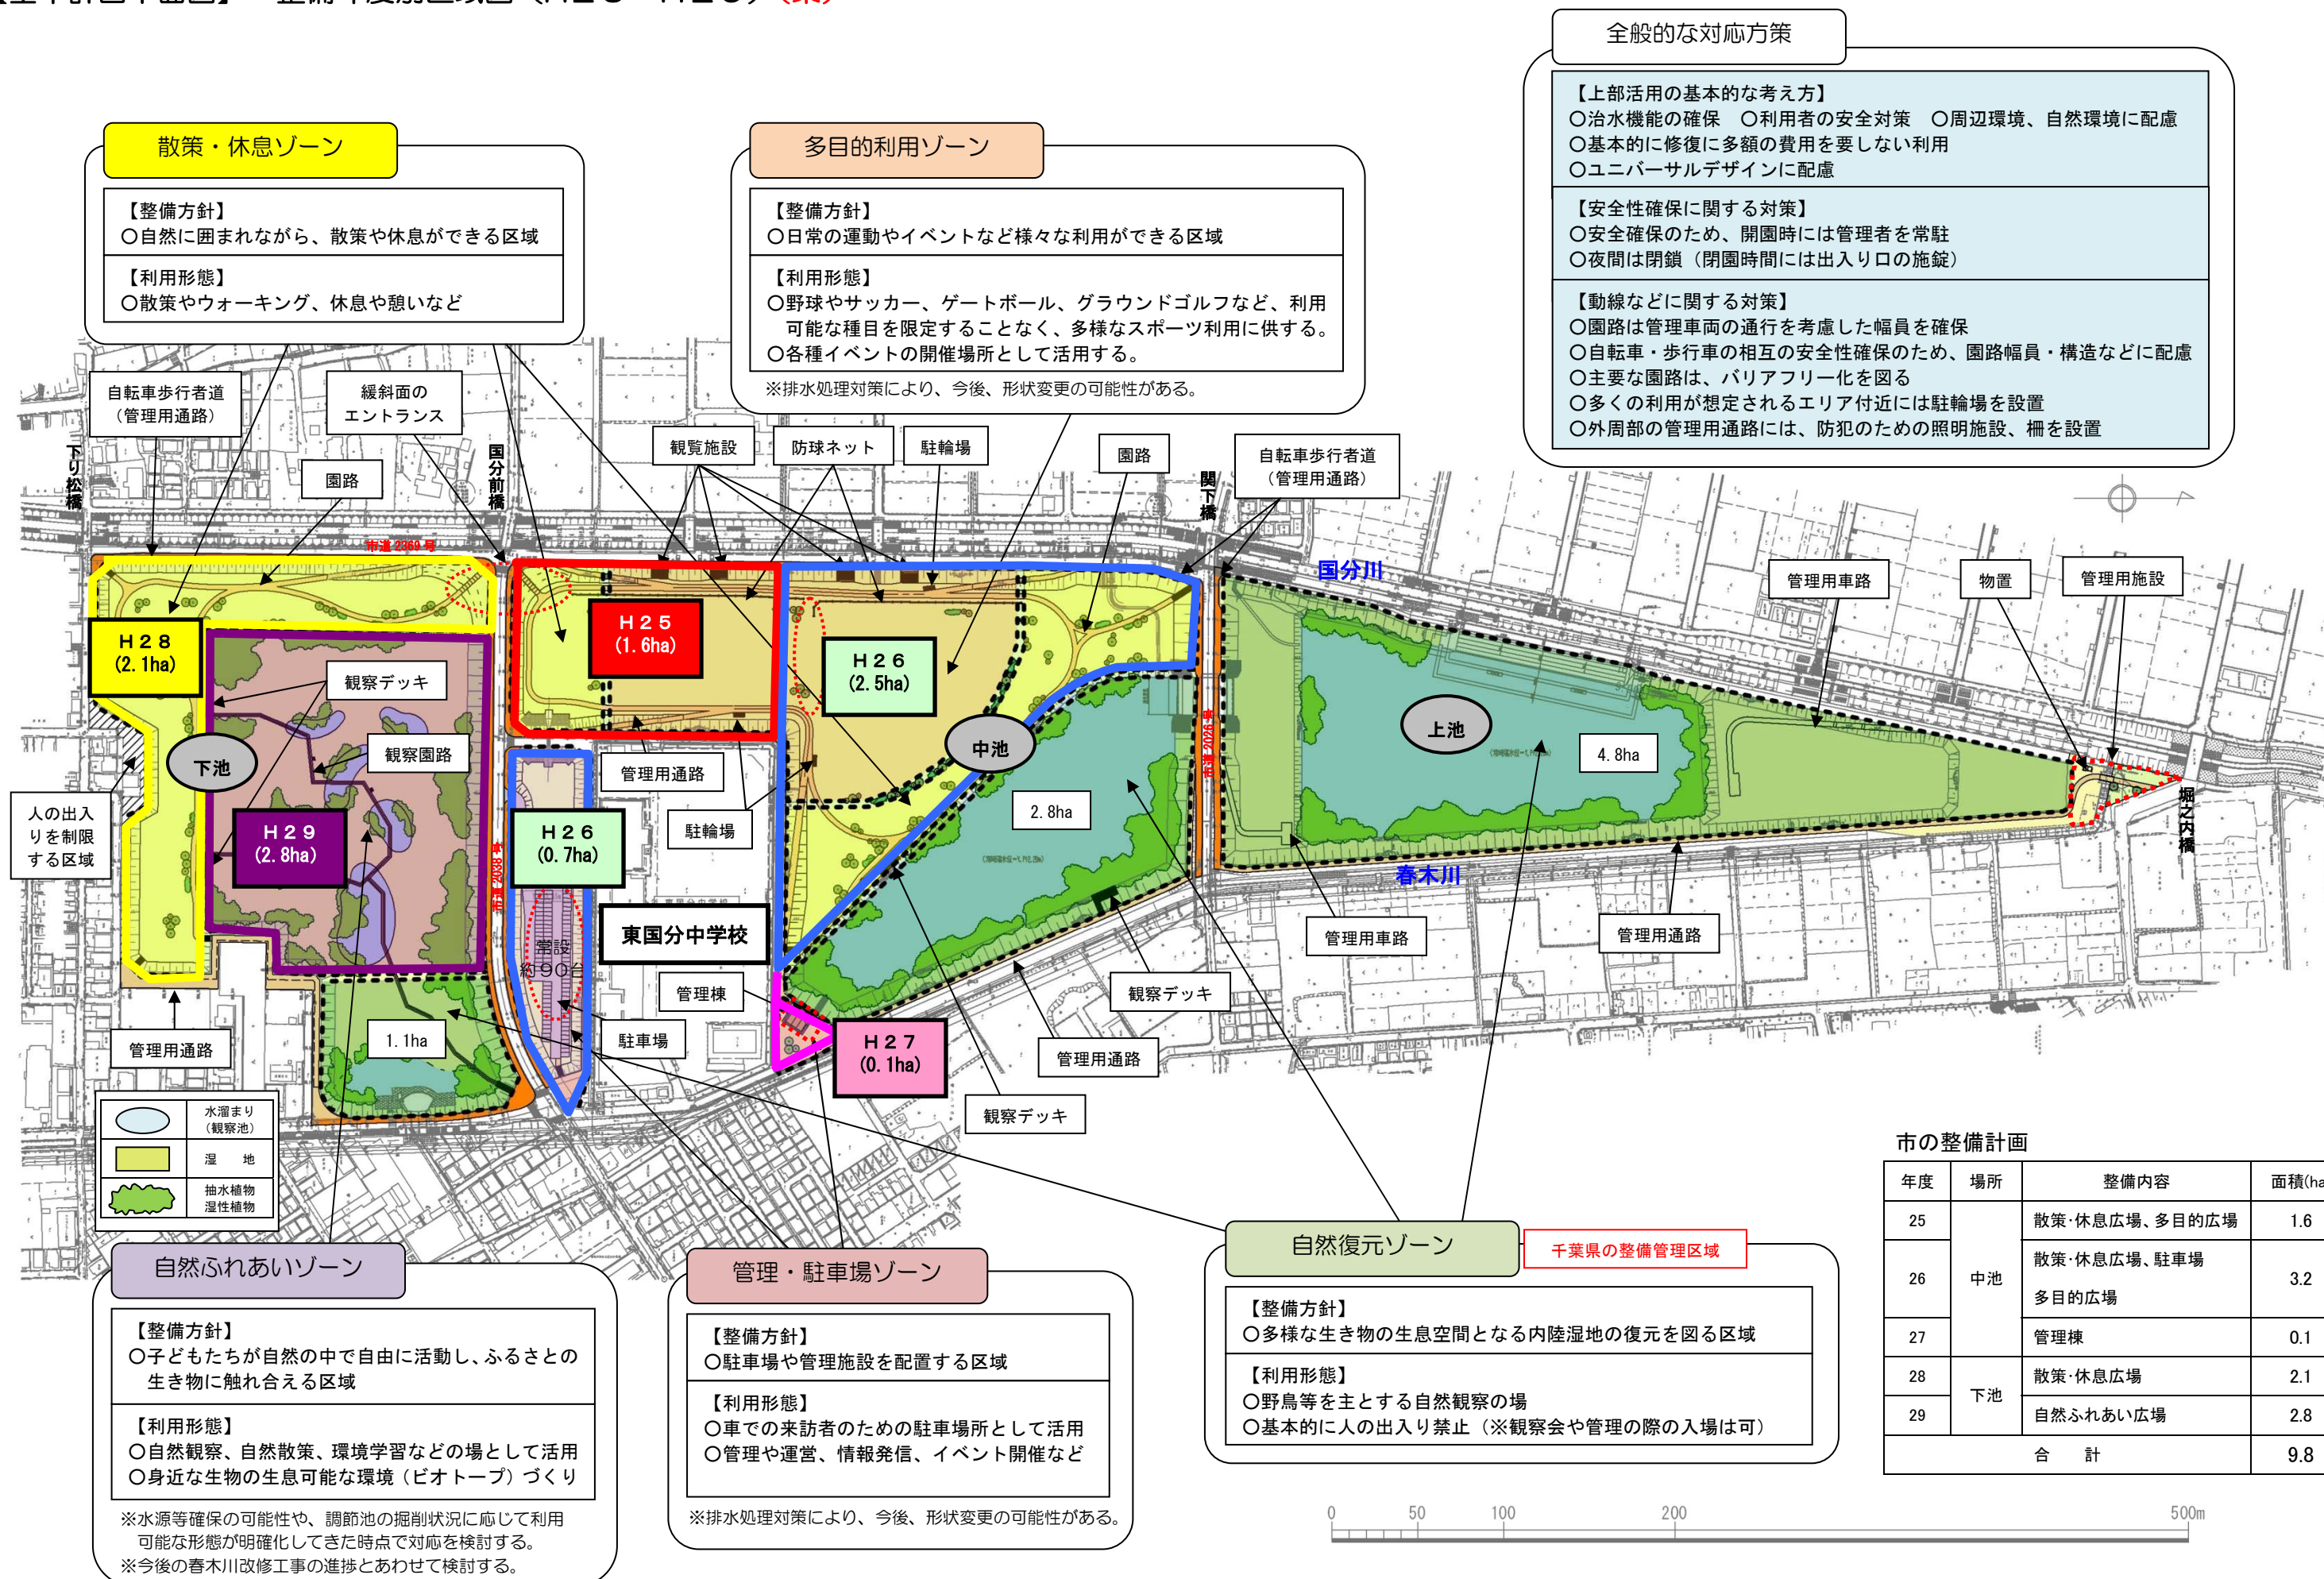 全般的な対応方策
【上部活用の基本的な考え方】
○治水機能の確保　○利用者の安全対策　○周辺環境、自然環境に配慮
○基本的に修復に多額の費用を要しない利用
○ユニバーサルデザインに配慮
【安全性確保に関する対策】
○安全確保のため、開園時には管理者を常駐
○夜間は閉鎖（閉園時間には出入り口の施錠）
【動線などに関する対策】
○園路は管理車両の通行を考慮した幅員を確保
○自転車・歩行車の相互の安全性確保のため、園路幅員・構造などに配慮
○主要な園路は、バリアフリー化を図る
○多くの利用が想定されるエリア付近には駐輪場を設置
○外周部の管理用通路には、防犯のための照明施設、柵を設置
散策・休息ゾーン
【整備方針】
○自然に囲まれながら、散策や休息ができる区域
【利用形態】
○散策やウォーキング、休息や憩いなど
多目的利用ゾーン
【整備方針】
○日常の運動やイベントなど様々な利用ができる区域
【利用形態】
○野球やサッカー、ゲートボール、グラウンドゴルフなど、利用
可能な種目を限定することなく、多様なスポーツ利用に供する。
○各種イベントの開催場所として活用する。
※排水処理対策により、今後、形状変更の可能性がある。
自転車歩行者道
（管理用通路）
緩斜面の
エントランス
園路
下り松橋
国分前橋
観覧施設
防球ネット
駐輪場
園路
関下橋
自転車歩行者道
（管理用通路）
市道2369号
国分川
管理用車路
物置
管理用施設
H28
(2.1ha)
H25
(1.6ha)
H26
(2.5ha)
観察デッキ
観察園路
下池
中池
上池
4.8ha
2.8ha
管理用通路
駐輪場
人の出入
りを制限
する区域
H29
(2.8ha)
H26
(0.7ha)
堀之内橋
春木川
東国分中学校
常設
約90台
管理棟
駐車場
管理用車路
管理用通路
観察デッキ
管理用通路
観察デッキ
管理用通路
1.1ha
H27
(0.1ha)
水溜まり
（観察池）
湿　地
抽水植物
湿性植物
自然ふれあいゾーン
【整備方針】
○子どもたちが自然の中で自由に活動し、ふるさとの
生き物に触れ合える区域
【利用形態】
○自然観察、自然散策、環境学習などの場として活用
○身近な生物の生息可能な環境（ビオトープ）づくり
※水源等確保の可能性や、調節池の掘削状況に応じて利用
可能な形態が明確化してきた時点で対応を検討する。
※今後の春木川改修工事の進捗とあわせて検討する。
管理・駐車場ゾーン
【整備方針】
○駐車場や管理施設を配置する区域
【利用形態】
○車での来訪者のための駐車場所として活用
○管理や運営、情報発信、イベント開催など
※排水処理対策により、今後、形状変更の可能性がある。
自然復元ゾーン
千葉県の整備管理区域
【整備方針】
○多様な生き物の生息空間となる内陸湿地の復元を図る区域
【利用形態】
○野鳥等を主とする自然観察の場
○基本的に人の出入り禁止（※観察会や管理の際の入場は可）
市の整備計画
年度　場所　整備内容　面積(ha
25　中池　散策・休息広場、多目的広場　1.6
26　散策・休息広場、駐車場
多目的広場　3.2
27　管理棟　0.1
28　下池　散策・休息広場　2.1
29　自然ふれあい広場　2.8
合　計　9.8
0　50　100　200　500m